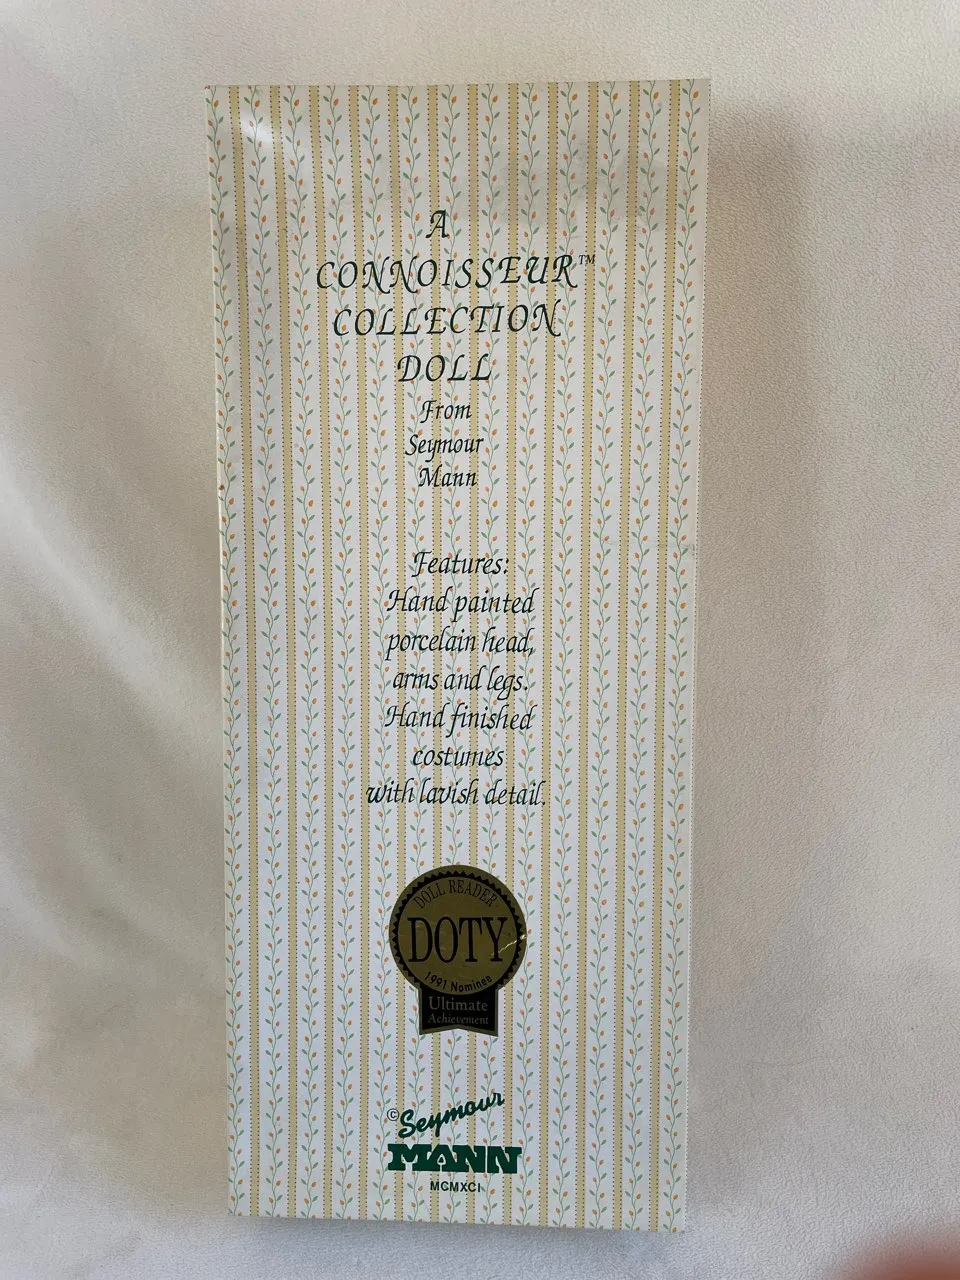 A
CONNOISSEUR™
COLLECTION
DOLL
From
Seymour
Mann
Features:
Hand painted
porcelain head,
arms and legs.
Hand finished
costumes
with lavish detail.
DOLL READER
DOTY
1991 Nominee
Ultimate
Achievement
©Seymour
MANN
MCMXCI